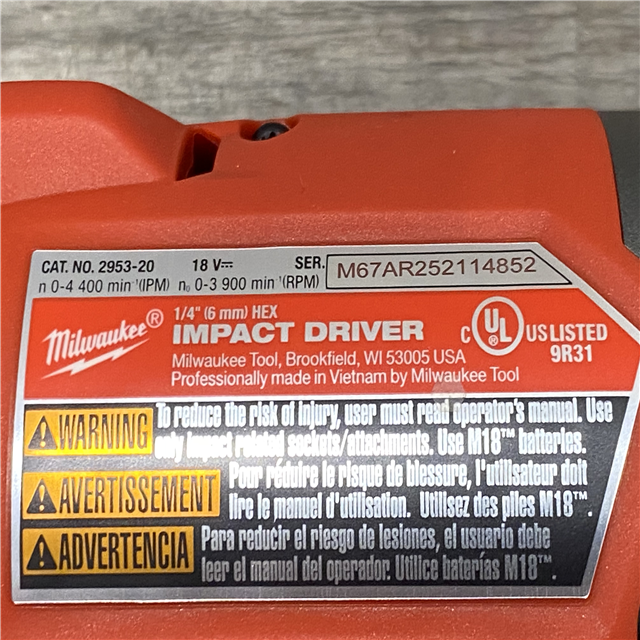 CAT. NO. 2953-20 18 V⎓ SER. M67AR252114852
n 0-4 400 min⁻¹(IPM) n₀ 0-3 900 min⁻¹(RPM)
Milwaukee®
1/4" (6 mm) HEX
IMPACT DRIVER
Milwaukee Tool, Brookfield, WI 53005 USA
Professionally made in Vietnam by Milwaukee Tool
C UL® US LISTED
9R31
WARNING To reduce the risk of injury, user must read operator's manual. Use
only impact related sockets/attachments. Use M18™ batteries.
AVERTISSEMENT Pour réduire le risque de blessure, l'utilisateur doit
lire le manuel d'utilisation. Utilisez des piles M18™.
ADVERTENCIA Para reducir el riesgo de lesiones, el usuario debe
leer el manual del operador. Utilice baterías M18™.